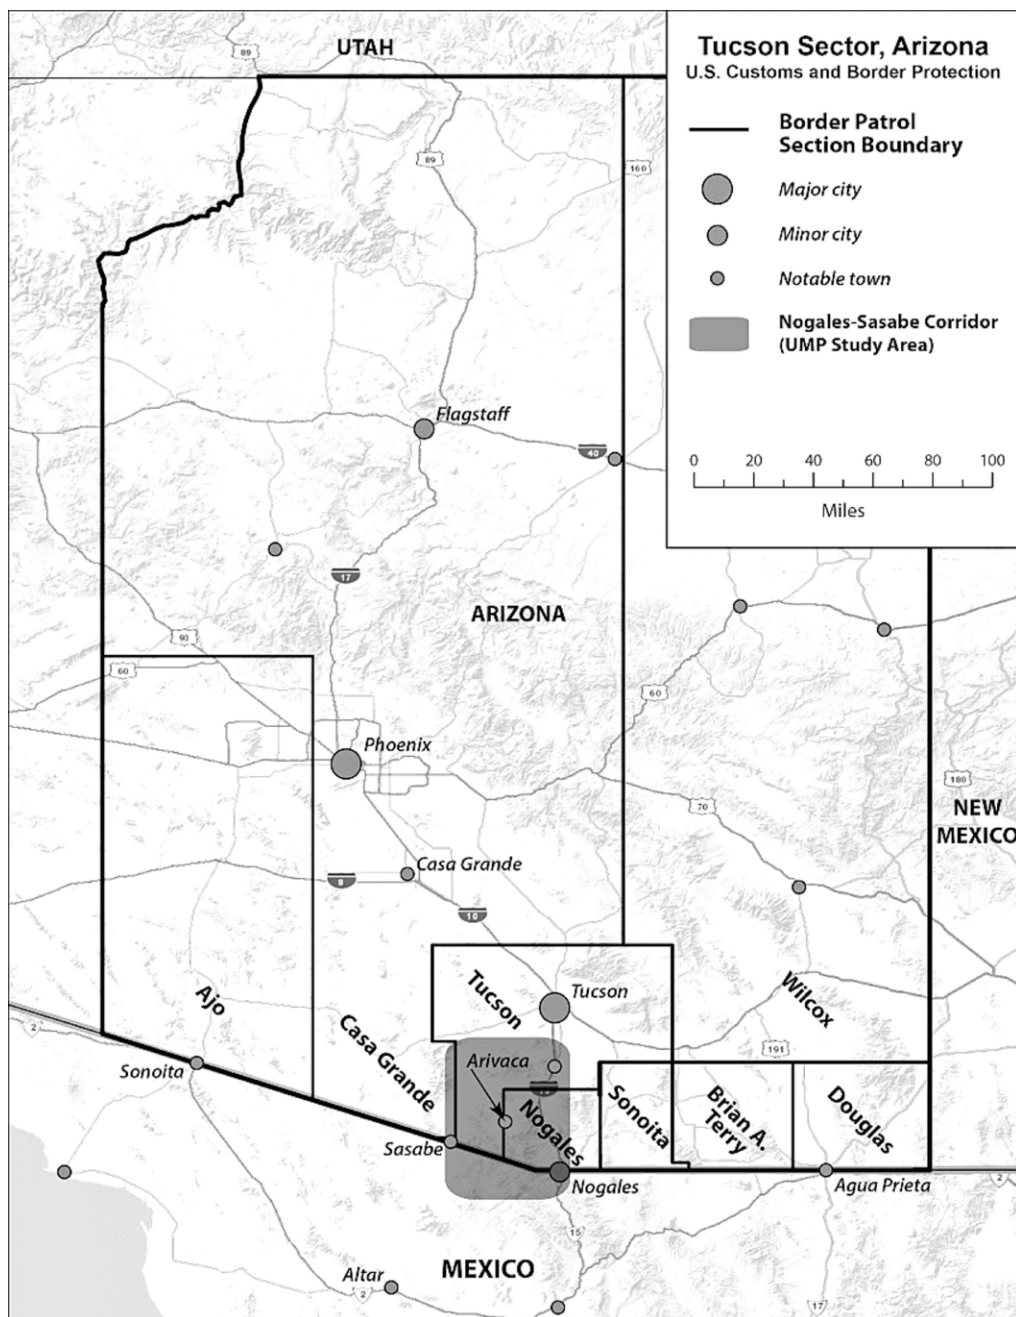 Tucson Sector, Arizona
U.S. Customs and Border Protection
Border Patrol
Section Boundary
Major city
Minor city
Notable town
Nogales-Sasabe Corridor
(UMP Study Area)
0 20 40 60 80 100
Miles
UTAH
89
89
160
Flagstaff
40
17
ARIZONA
93
60
60
Phoenix
180
70
NEW
MEXICO
Casa Grande
8
10
Tucson
Tucson
Wilcox
Ajo
2
Casa Grande
191
Arivaca
Sonoita
Nogales
Sonoita
Brian A.
Terry
Douglas
Sasabe
Nogales
Agua Prieta
2
15
MEXICO
Altar
2
17